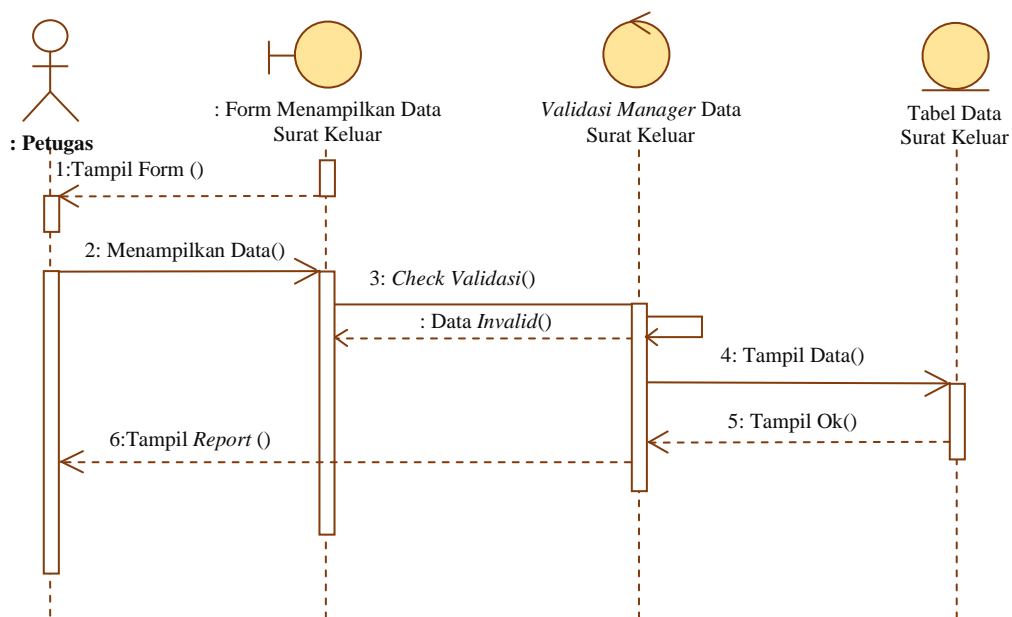 : Petugas
: Form Menampilkan Data
Surat Keluar
Validasi Manager Data
Surat Keluar
Tabel Data
Surat Keluar
1:Tampil Form ()
2: Menampilkan Data()
3: Check Validasi()
: Data Invalid()
4: Tampil Data()
5: Tampil Ok()
6:Tampil Report ()